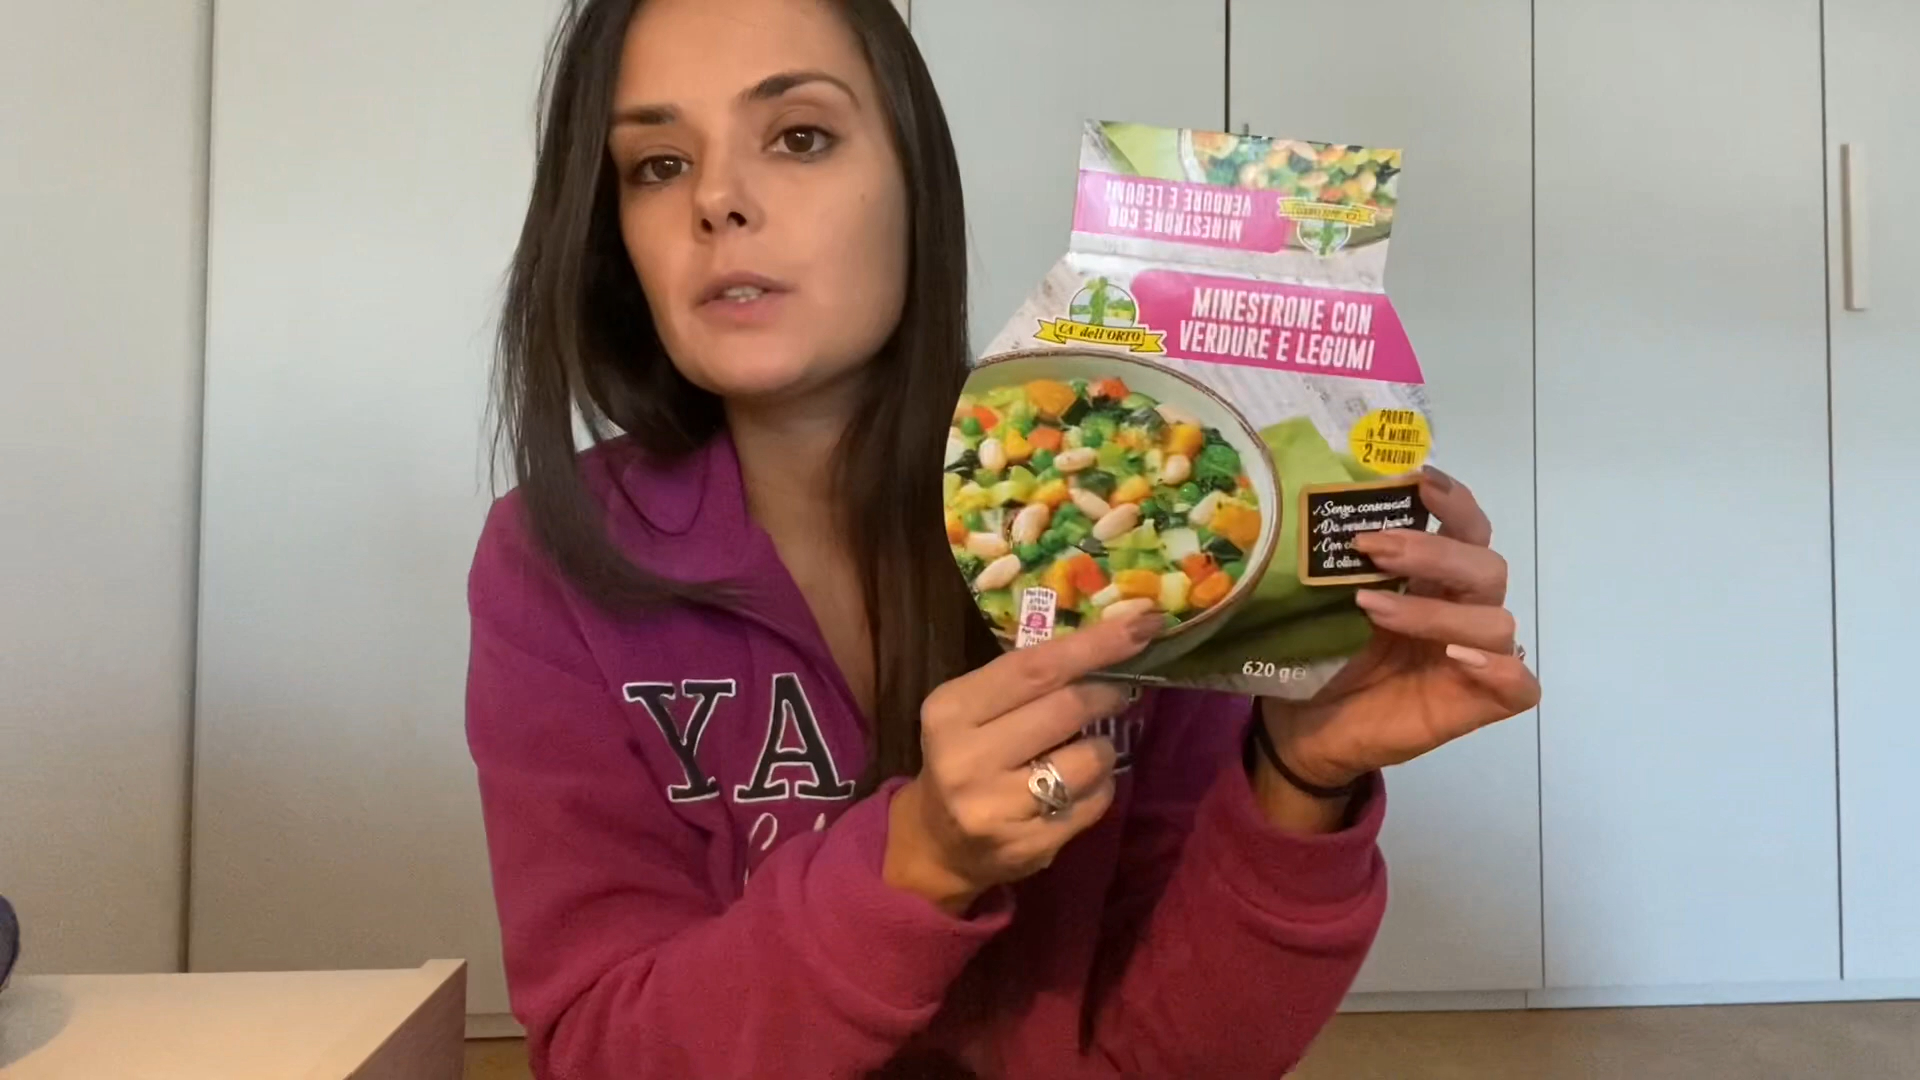 MINESTRONE CON
VERDURE E LEGUMI
CA' dell'ORTO
MINESTRONE CON
VERDURE E LEGUMI
PRONTO
IN 4 MINUTI
2 PORZIONI
✓Senza conservanti
✓Da verdure fresche
✓Con
di oliva
620 g e
YA